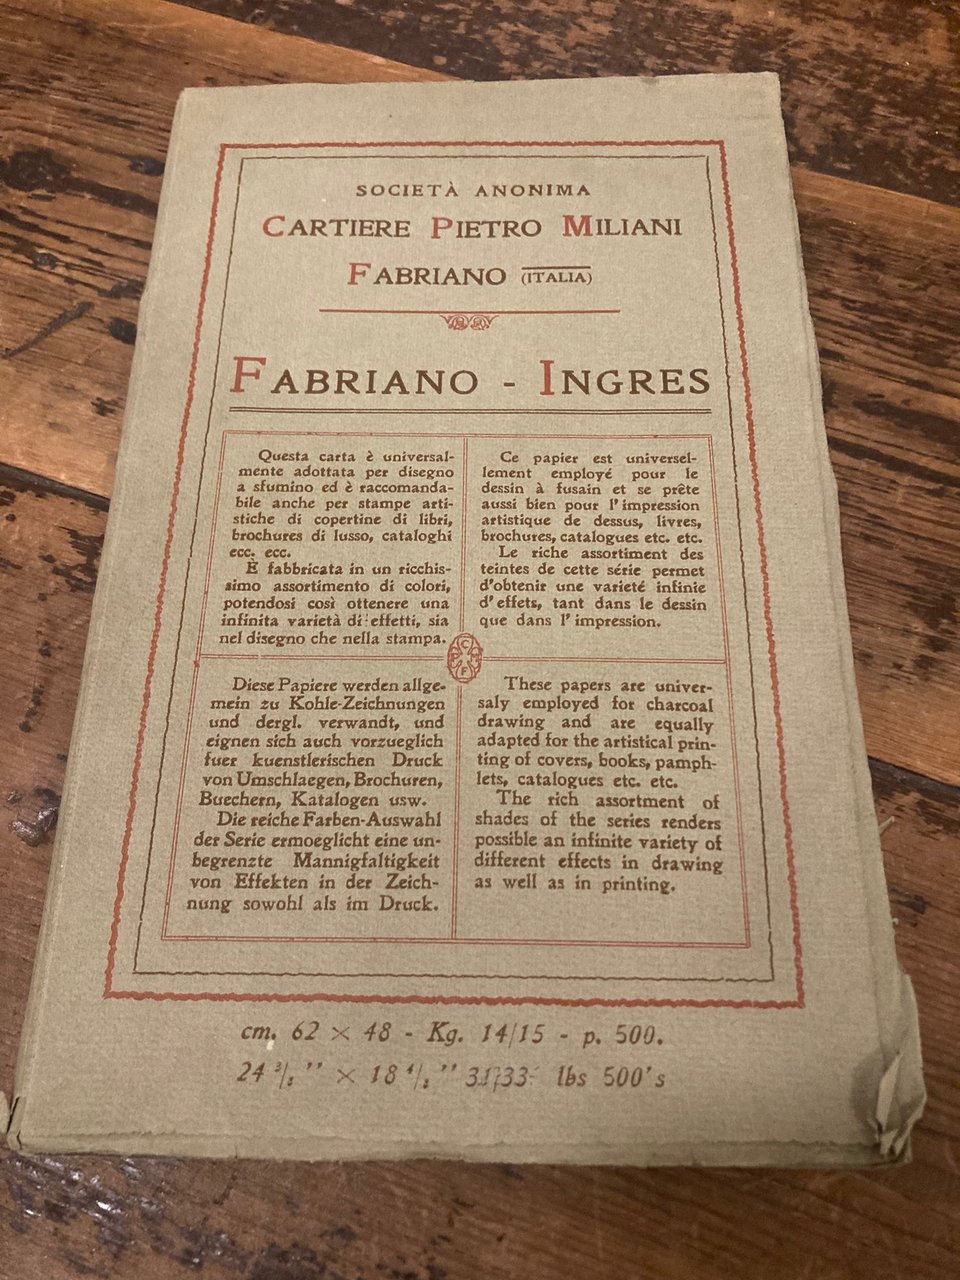 SOCIETÀ ANONIMA
CARTIERE PIETRO MILIANI
FABRIANO (ITALIA)
FABRIANO - INGRES
Questa carta è universal-
mente adottata per disegno
a sfumino ed è raccomanda-
bile anche per stampe arti-
stiche di copertine di libri,
brochures di lusso, cataloghi
ecc. ecc.
È fabbricata in un ricchis-
simo assortimento di colori,
potendosi così ottenere una
infinita varietà di effetti, sia
nel disegno che nella stampa.
Ce papier est universel-
lement employé pour le
dessin à fusain et se prête
aussi bien pour l'impression
artistique de dessus, livres,
brochures, catalogues etc. etc.
Le riche assortiment des
teintes de cette série permet
d'obtenir une varieté infinie
d'effets, tant dans le dessin
que dans l'impression.
Diese Papiere werden allge-
mein zu Kohle-Zeichnungen
und dergl. verwandt, und
eignen sich auch vorzueglich
fuer kuenstlerischen Druck
von Umschlaegen, Brochuren,
Buechern, Katalogen usw.
Die reiche Farben-Auswahl
der Serie ermoeglicht eine un-
begrenzte Mannigfaltigkeit
von Effekten in der Zeich-
nung sowohl als im Druck.
These papers are univer-
saly employed for charcoal
drawing and are equally
adapted for the artistical prin-
ting of covers, books, pamph-
lets, catalogues etc. etc.
The rich assortment of
shades of the series renders
possible an infinite variety of
different effects in drawing
as well as in printing.
cm. 62 × 48 - Kg. 14/15 - p. 500.
24 " × 18 " lbs 500's